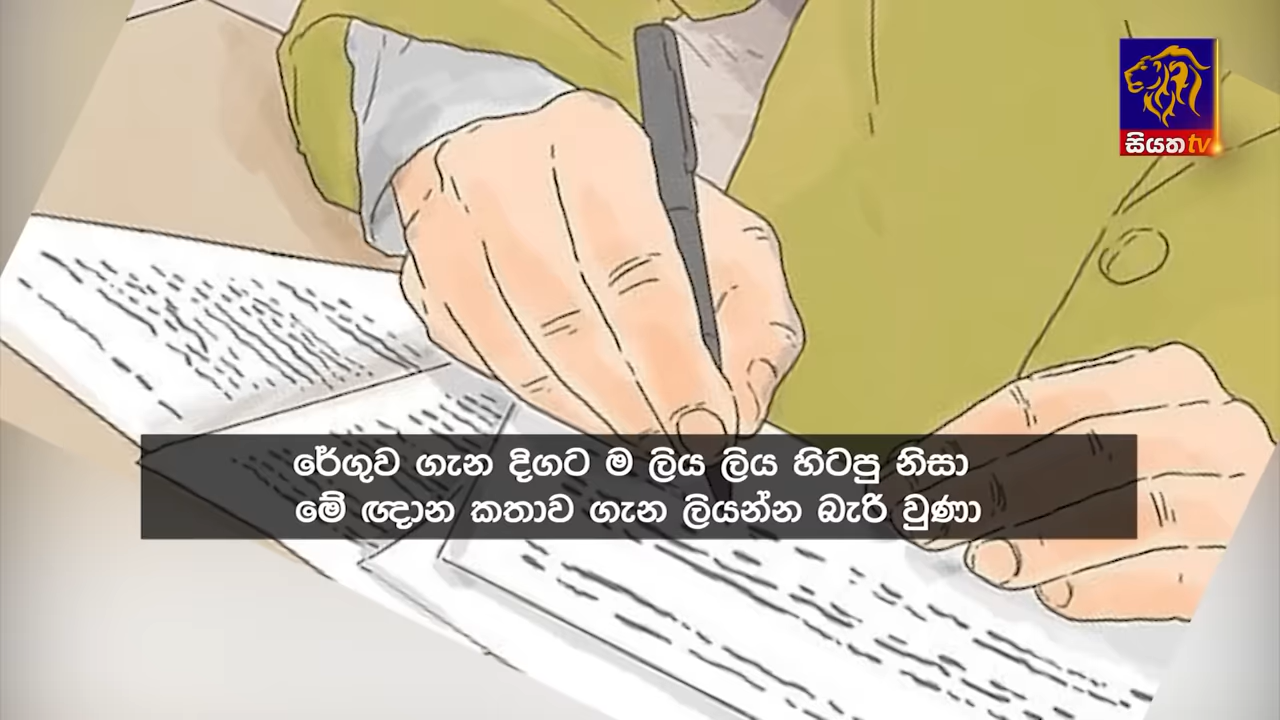 සියත tv
රේගුව ගැන දිගට ම ලිය ලිය හිටපු නිසා
මේ ඥාන කතාව ගැන ලියන්න බැරි වුණා